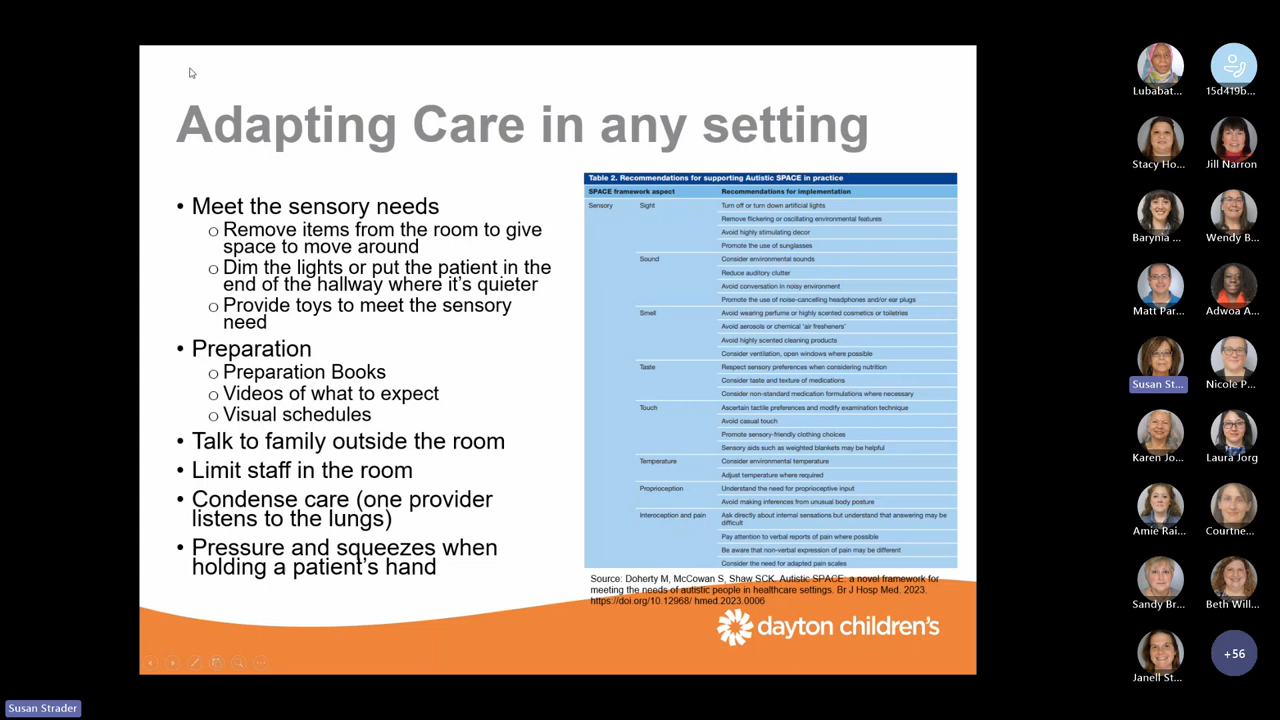 Adapting Care in any setting
• Meet the sensory needs
o Remove items from the room to give
space to move around
o Dim the lights or put the patient in the
end of the hallway where it's quieter
o Provide toys to meet the sensory
need
• Preparation
o Preparation Books
o Videos of what to expect
o Visual schedules
• Talk to family outside the room
• Limit staff in the room
• Condense care (one provider
listens to the lungs)
• Pressure and squeezes when
holding a patient's hand
Table 2. Recommendations for supporting Autistic SPACE in practice
SPACE framework aspect Recommendations for implementation
Sensory Sight Turn off or turn down artificial lights
Remove flickering or oscillating environmental features
Avoid highly stimulating decor
Promote the use of sunglasses
Sound Consider environmental sounds
Reduce auditory clutter
Avoid conversation in noisy environment
Promote the use of noise-cancelling headphones and/or ear plugs
Smell Avoid wearing perfume or highly scented cosmetics or toiletries
Avoid aerosols or chemical 'air fresheners'
Avoid highly scented cleaning products
Consider ventilation, open windows where possible
Taste Respect sensory preferences when considering nutrition
Consider taste and texture of medications
Consider non-standard medication formulations where necessary
Touch Ascertain tactile preferences and modify examination technique
Avoid casual touch
Promote sensory-friendly clothing choices
Sensory aids such as weighted blankets may be helpful
Temperature Consider environmental temperature
Adjust temperature where required
Proprioception Understand the need for proprioceptive input
Avoid making inferences from unusual body posture
Interoception and pain Ask directly about internal sensations but understand that answering may be
difficult
Pay attention to verbal reports of pain where possible
Be aware that non-verbal expression of pain may be different
Consider the need for adapted pain scales
Source: Doherty M, McCowan S, Shaw SCK. Autistic SPACE: a novel framework for
meeting the needs of autistic people in healthcare settings. Br J Hosp Med. 2023.
https://doi.org/10.12968/ hmed.2023.0006
dayton children's
Lubabat... 15d419b...
Stacy Ho... Jill Narron
Barynia ... Wendy B...
Matt Par... Adwoa A...
Susan St... Nicole P...
Karen Jo... Laura Jorg
Amie Rai... Courtne...
Sandy Br... Beth Will...
Janell St... +56
Susan Strader